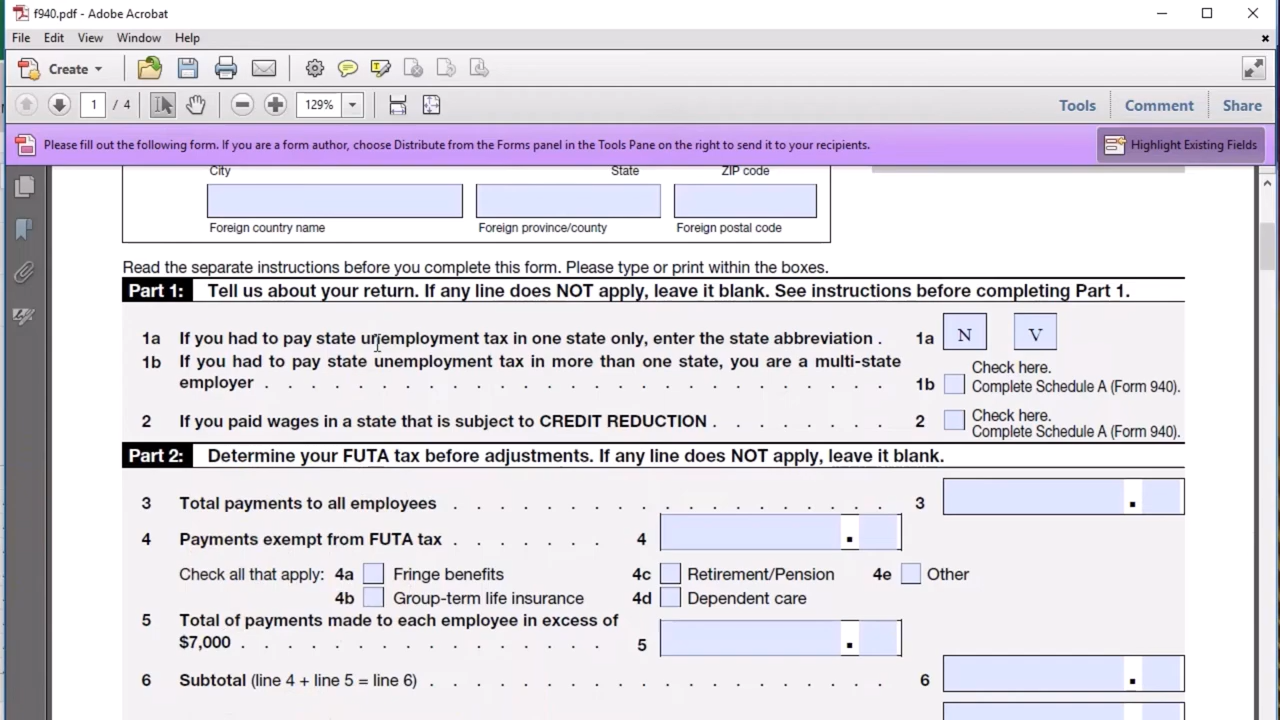 f940.pdf - Adobe Acrobat
File Edit View Window Help
Create
1 / 4 129% Tools Comment Share
Please fill out the following form. If you are a form author, choose Distribute from the Forms panel in the Tools Pane on the right to send it to your recipients. Highlight Existing Fields
City State ZIP code
Foreign country name Foreign province/county Foreign postal code
Read the separate instructions before you complete this form. Please type or print within the boxes.
Part 1: Tell us about your return. If any line does NOT apply, leave it blank. See instructions before completing Part 1.
1a If you had to pay state unemployment tax in one state only, enter the state abbreviation . 1a N V
1b If you had to pay state unemployment tax in more than one state, you are a multi-state
employer . . . . . . . . . . . . . . . . . . . . . 1b Check here.
Complete Schedule A (Form 940).
2 If you paid wages in a state that is subject to CREDIT REDUCTION . . . . . . 2 Check here.
Complete Schedule A (Form 940).
Part 2: Determine your FUTA tax before adjustments. If any line does NOT apply, leave it blank.
3 Total payments to all employees . . . . . . . . . . . . . . . 3 .
4 Payments exempt from FUTA tax . . . . . . . 4 .
Check all that apply: 4a Fringe benefits 4c Retirement/Pension 4e Other
4b Group-term life insurance 4d Dependent care
5 Total of payments made to each employee in excess of
$7,000 . . . . . . . . . . . . . 5 .
6 Subtotal (line 4 + line 5 = line 6) . . . . . . . . . . . . . . . . 6 .